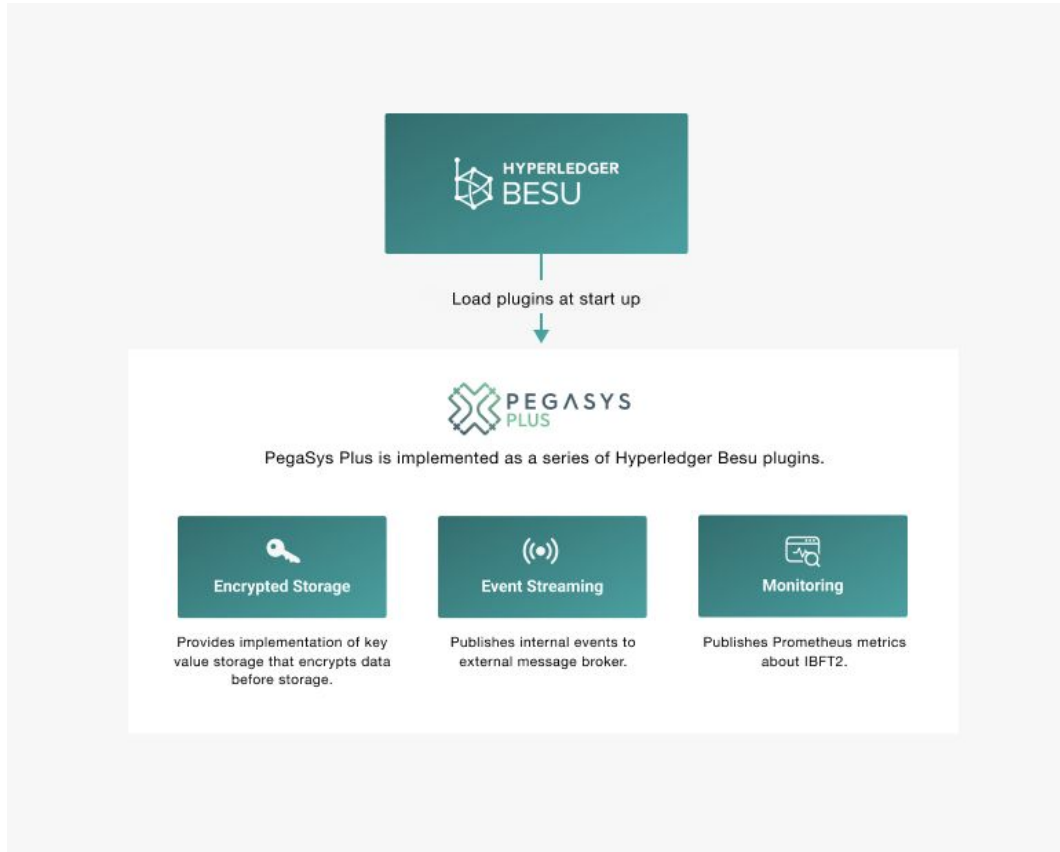 HYPERLEDGER
BESU
Load plugins at start up
PEGASYS
PLUS
PegaSys Plus is implemented as a series of Hyperledger Besu plugins.
Encrypted Storage
Event Streaming
Monitoring
Provides implementation of key
value storage that encrypts data
before storage.
Publishes internal events to
external message broker.
Publishes Prometheus metrics
about IBFT2.